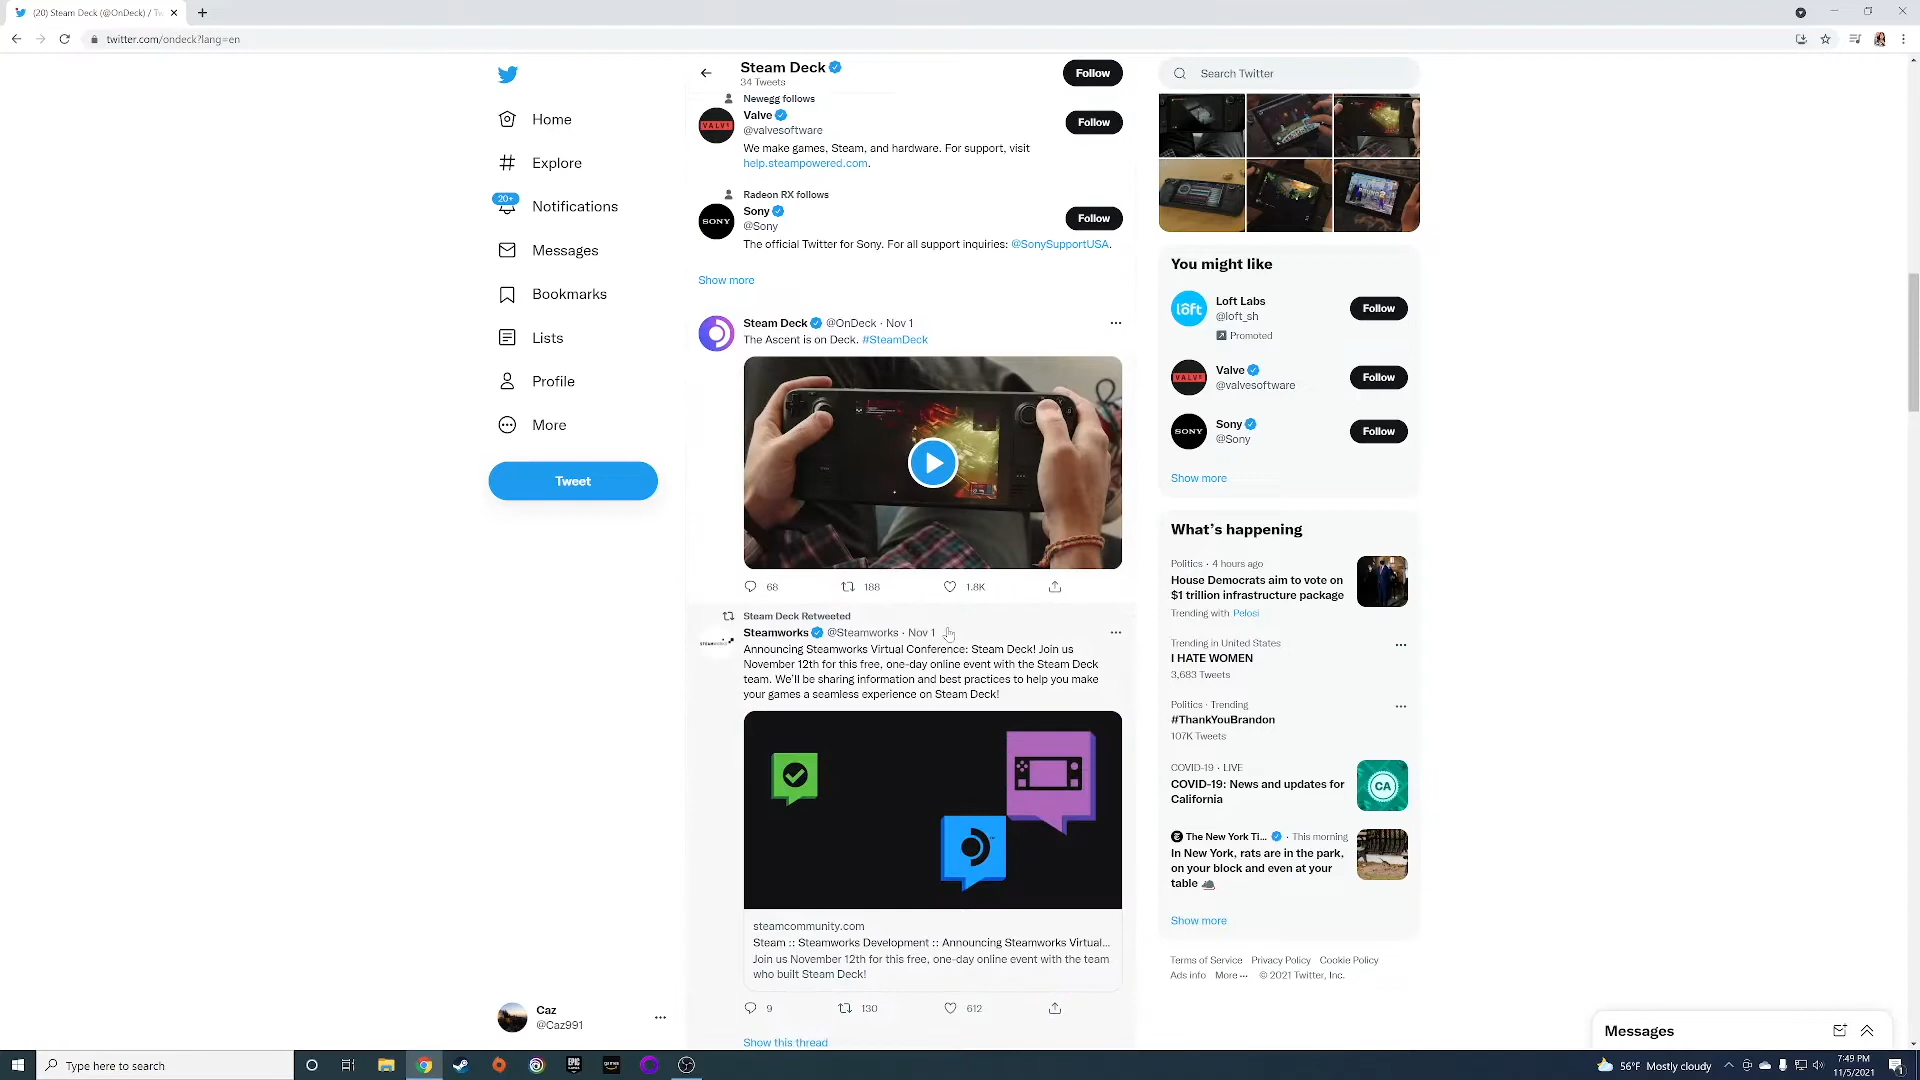 (20) Steam Deck (@OnDeck) / Tw
twitter.com/ondeck?lang=en
Home
Explore
20+
Notifications
Messages
Bookmarks
Lists
Profile
More
Tweet
Caz
@Caz991
Steam Deck
34 Tweets
Follow
Newegg follows
VALVE
Valve
@valvesoftware
Follow
We make games, Steam, and hardware. For support, visit
help.steampowered.com.
Radeon RX follows
SONY
Sony
@Sony
Follow
The official Twitter for Sony. For all support inquiries: @SonySupportUSA.
Show more
Steam Deck @OnDeck · Nov 1
The Ascent is on Deck. #SteamDeck
68 188 1.8K
Steam Deck Retweeted
STEAMWORKS
Steamworks @Steamworks · Nov 1
Announcing Steamworks Virtual Conference: Steam Deck! Join us
November 12th for this free, one-day online event with the Steam Deck
team. We'll be sharing information and best practices to help you make
your games a seamless experience on Steam Deck!
steamcommunity.com
Steam :: Steamworks Development :: Announcing Steamworks Virtual...
Join us November 12th for this free, one-day online event with the team
who built Steam Deck!
9 130 612
Show this thread
Search Twitter
You might like
lôft
Loft Labs
@loft_sh
Promoted
Follow
VALVE
Valve
@valvesoftware
Follow
SONY
Sony
@Sony
Follow
Show more
What's happening
Politics · 4 hours ago
House Democrats aim to vote on
$1 trillion infrastructure package
Trending with Pelosi
Trending in United States
I HATE WOMEN
3,683 Tweets
Politics · Trending
#ThankYouBrandon
107K Tweets
COVID-19 · LIVE
COVID-19: News and updates for
California
CA
The New York Ti... · This morning
In New York, rats are in the park,
on your block and even at your
table
Show more
Terms of Service Privacy Policy Cookie Policy
Ads info More ··· © 2021 Twitter, Inc.
Messages
Type here to search
EPIC
56°F Mostly cloudy
7:49 PM
11/5/2021
1